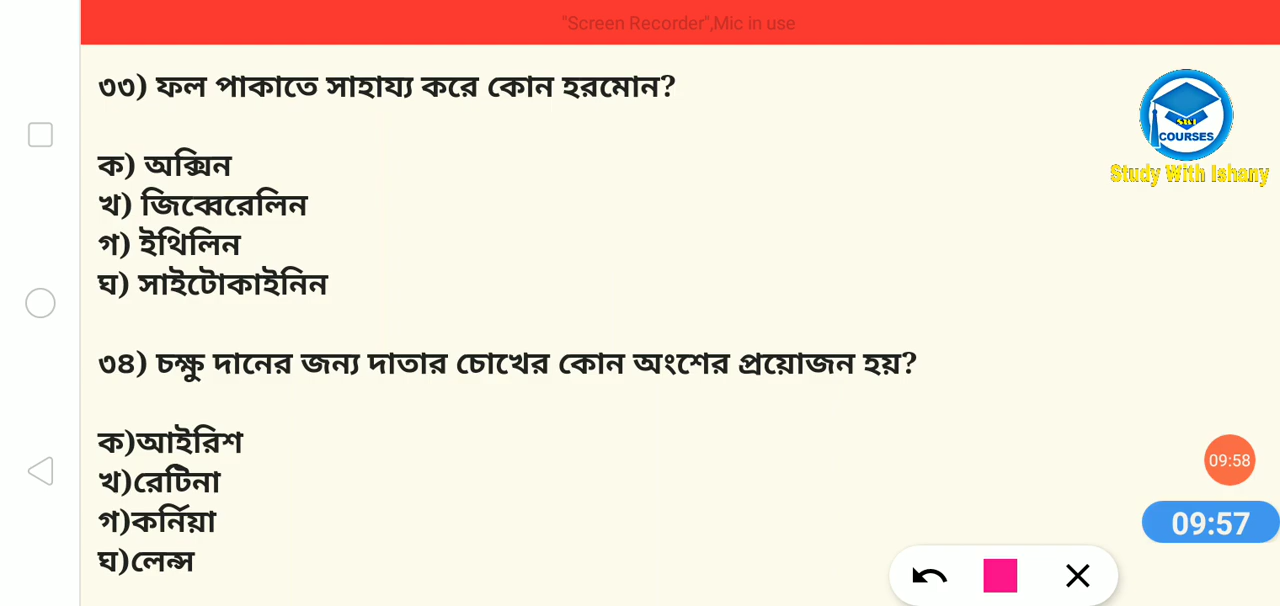 "Screen Recorder",Mic in use
৩৩) ফল পাকাতে সাহায্য করে কোন হরমোন?
ক) অক্সিন
খ) জিব্বেরেলিন
গ) ইথিলিন
ঘ) সাইটোকাইনিন
৩৪) চক্ষু দানের জন্য দাতার চোখের কোন অংশের প্রয়োজন হয়?
ক)আইরিশ
খ)রেটিনা
গ)কর্নিয়া
ঘ)লেন্স
SKI
COURSES
Study With Ishany
09:58
09:57